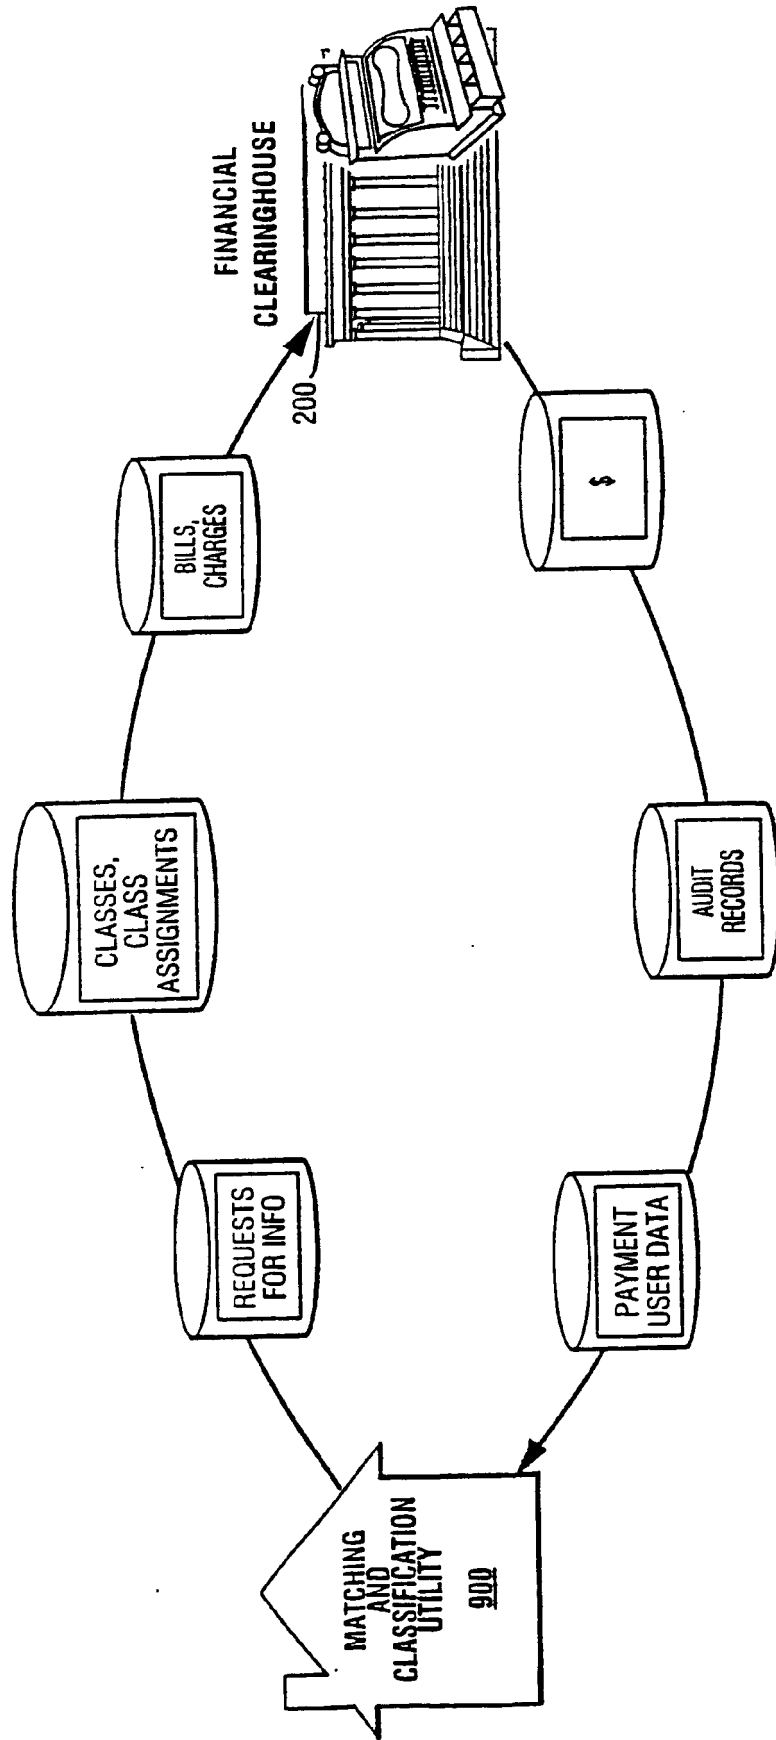 FINANCIAL
CLEARINGHOUSE
200
BILLS,
CHARGES
CLASSES,
CLASS
ASSIGNMENTS
REQUESTS
FOR INFO
MATCHING
AND
CLASSIFICATION
UTILITY
900
$
AUDIT
RECORDS
PAYMENT
USER DATA